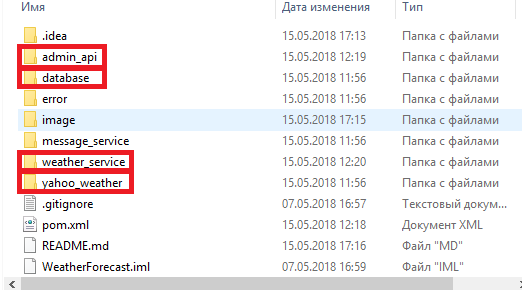 Имя Дата изменения Тип
.idea 15.05.2018 17:13 Папка с файлами
admin_api 15.05.2018 12:19 Папка с файлами
database 15.05.2018 11:56 Папка с файлами
error 15.05.2018 11:56 Папка с файлами
image 15.05.2018 17:15 Папка с файлами
message_service 15.05.2018 11:56 Папка с файлами
weather_service 15.05.2018 12:20 Папка с файлами
yahoo_weather 15.05.2018 11:56 Папка с файлами
.gitignore 07.05.2018 16:57 Текстовый докум...
pom.xml 15.05.2018 12:18 Документ XML
README.md 15.05.2018 17:16 Файл "MD"
WeatherForecast.iml 07.05.2018 16:59 Файл "IML"